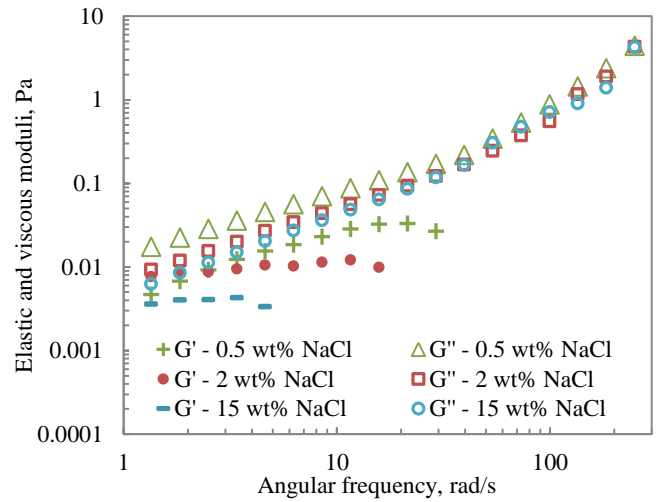 10
1
0.1
0.01
0.001
0.0001
Elastic and viscous moduli, Pa
G' - 0.5 wt% NaCl G'' - 0.5 wt% NaCl
G' - 2 wt% NaCl G'' - 2 wt% NaCl
G' - 15 wt% NaCl G'' - 15 wt% NaCl
1 10 100
Angular frequency, rad/s